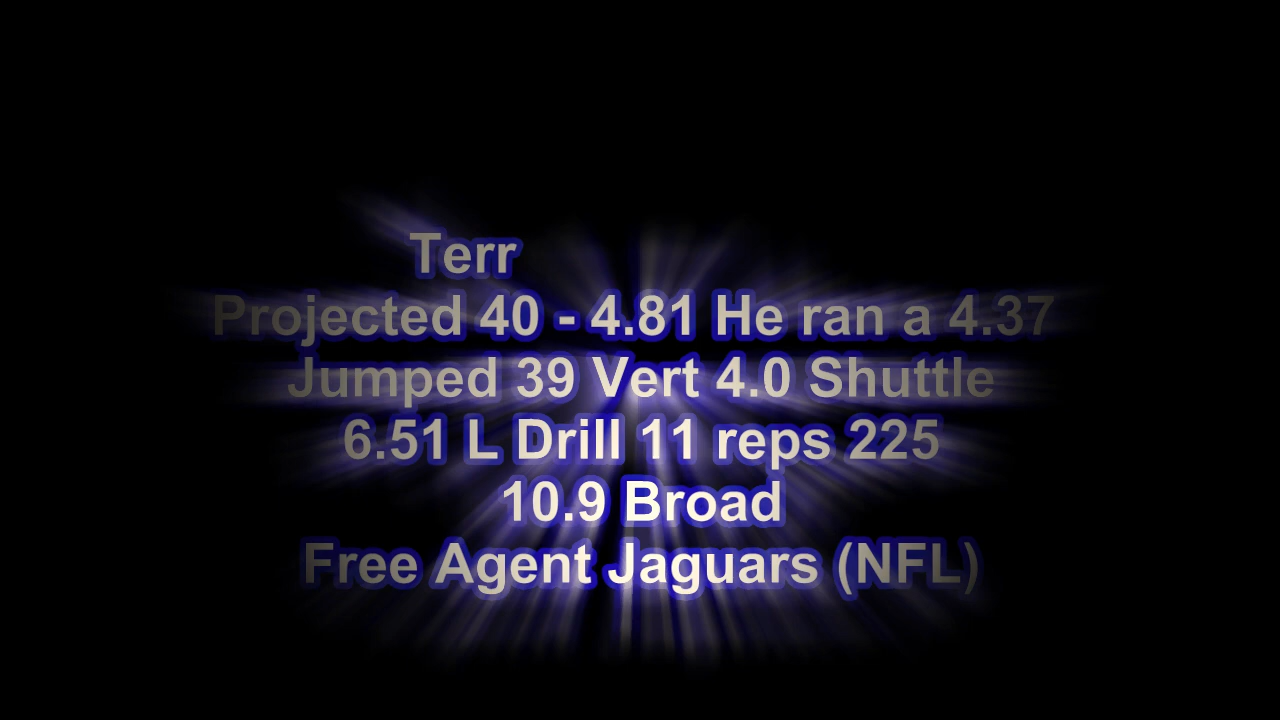 Terr
Projected 40 - 4.81 He ran a 4.37
Jumped 39 Vert 4.0 Shuttle
6.51 L Drill 11 reps 225
10.9 Broad
Free Agent Jaguars (NFL)